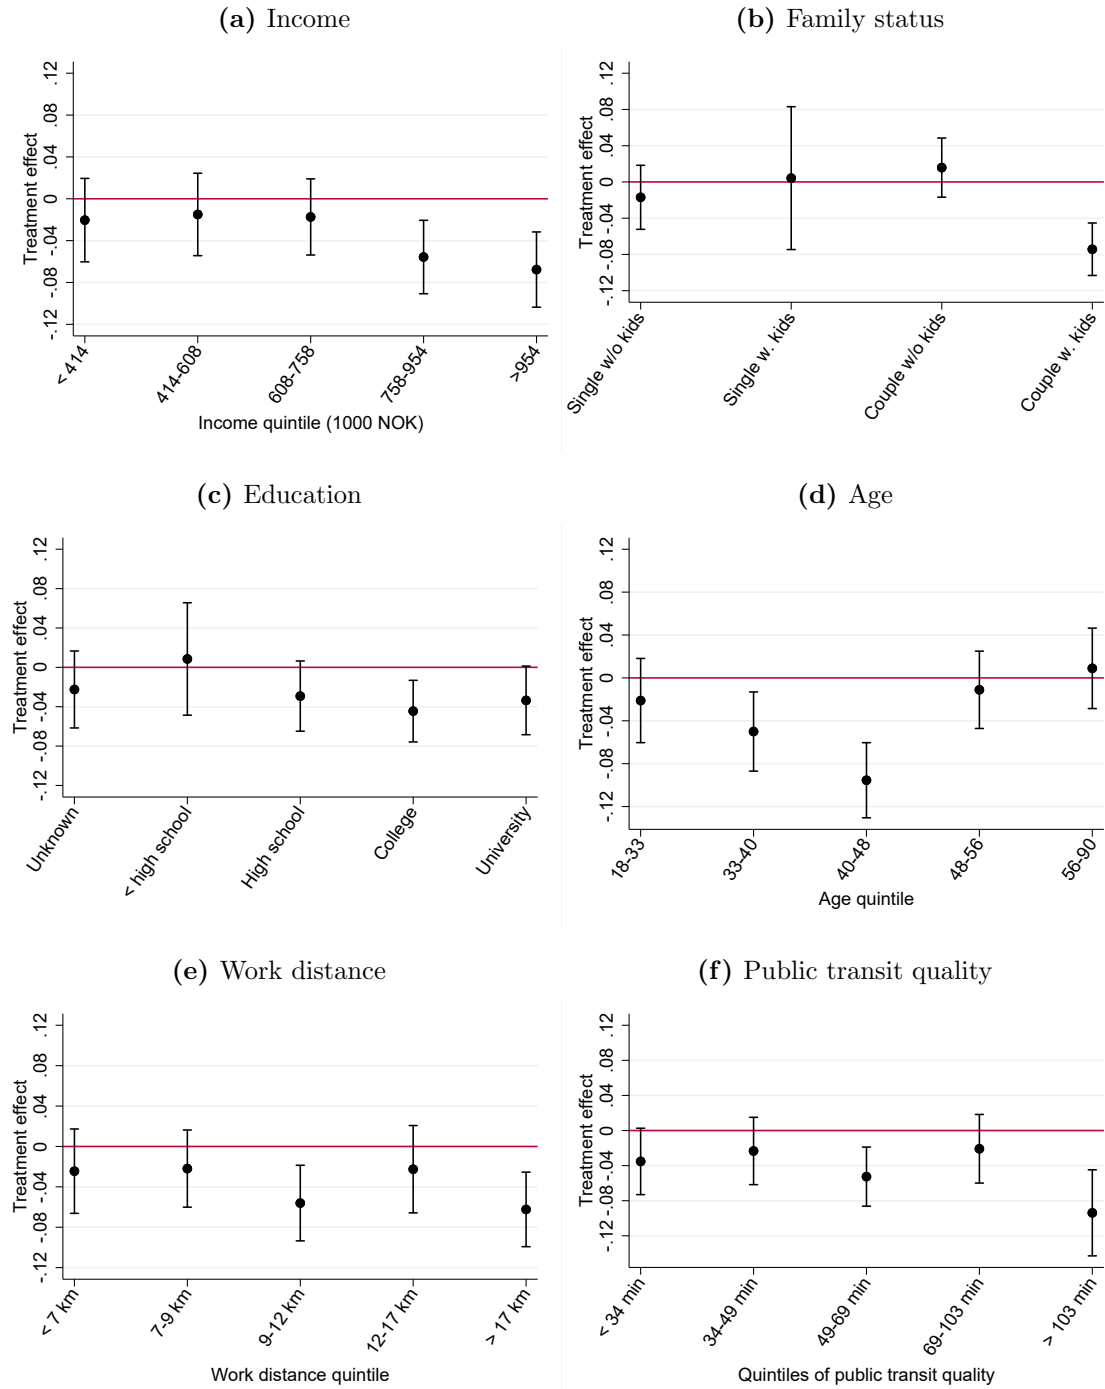 (a) Income
(b) Family status
Treatment effect
.12
.08
.04
0
-.04
-.08
-.12
< 414
414-608
608-758
758-954
>954
Income quintile (1000 NOK)
Treatment effect
.12
.08
.04
0
-.04
-.08
-.12
Single w/o kids
Single w. kids
Couple w/o kids
Couple w. kids
(c) Education
(d) Age
Treatment effect
.12
.08
.04
0
-.04
-.08
-.12
Unknown
< high school
High school
College
University
Treatment effect
.12
.08
.04
0
-.04
-.08
-.12
18-33
33-40
40-48
48-56
56-90
Age quintile
(e) Work distance
(f) Public transit quality
Treatment effect
.12
.08
.04
0
-.04
-.08
-.12
< 7 km
7-9 km
9-12 km
12-17 km
> 17 km
Work distance quintile
Treatment effect
.12
.08
.04
0
-.04
-.08
-.12
< 34 min
34-49 min
49-69 min
69-103 min
> 103 min
Quintiles of public transit quality